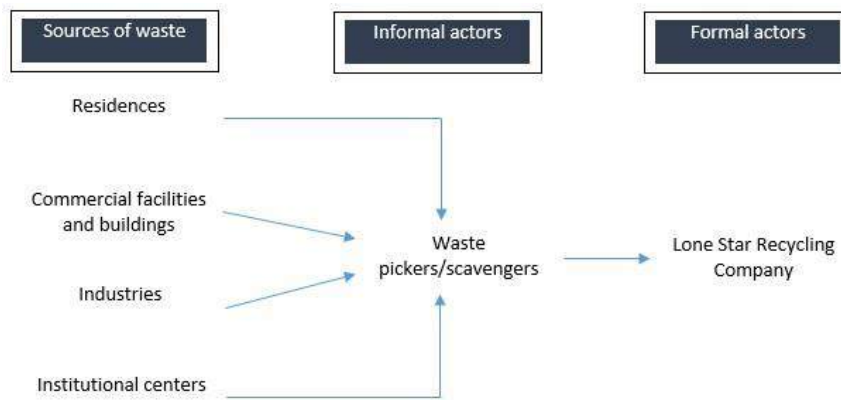 Sources of waste
Informal actors
Formal actors
Residences
Commercial facilities
and buildings
Industries
Institutional centers
Waste
pickers/scavengers
Lone Star Recycling
Company